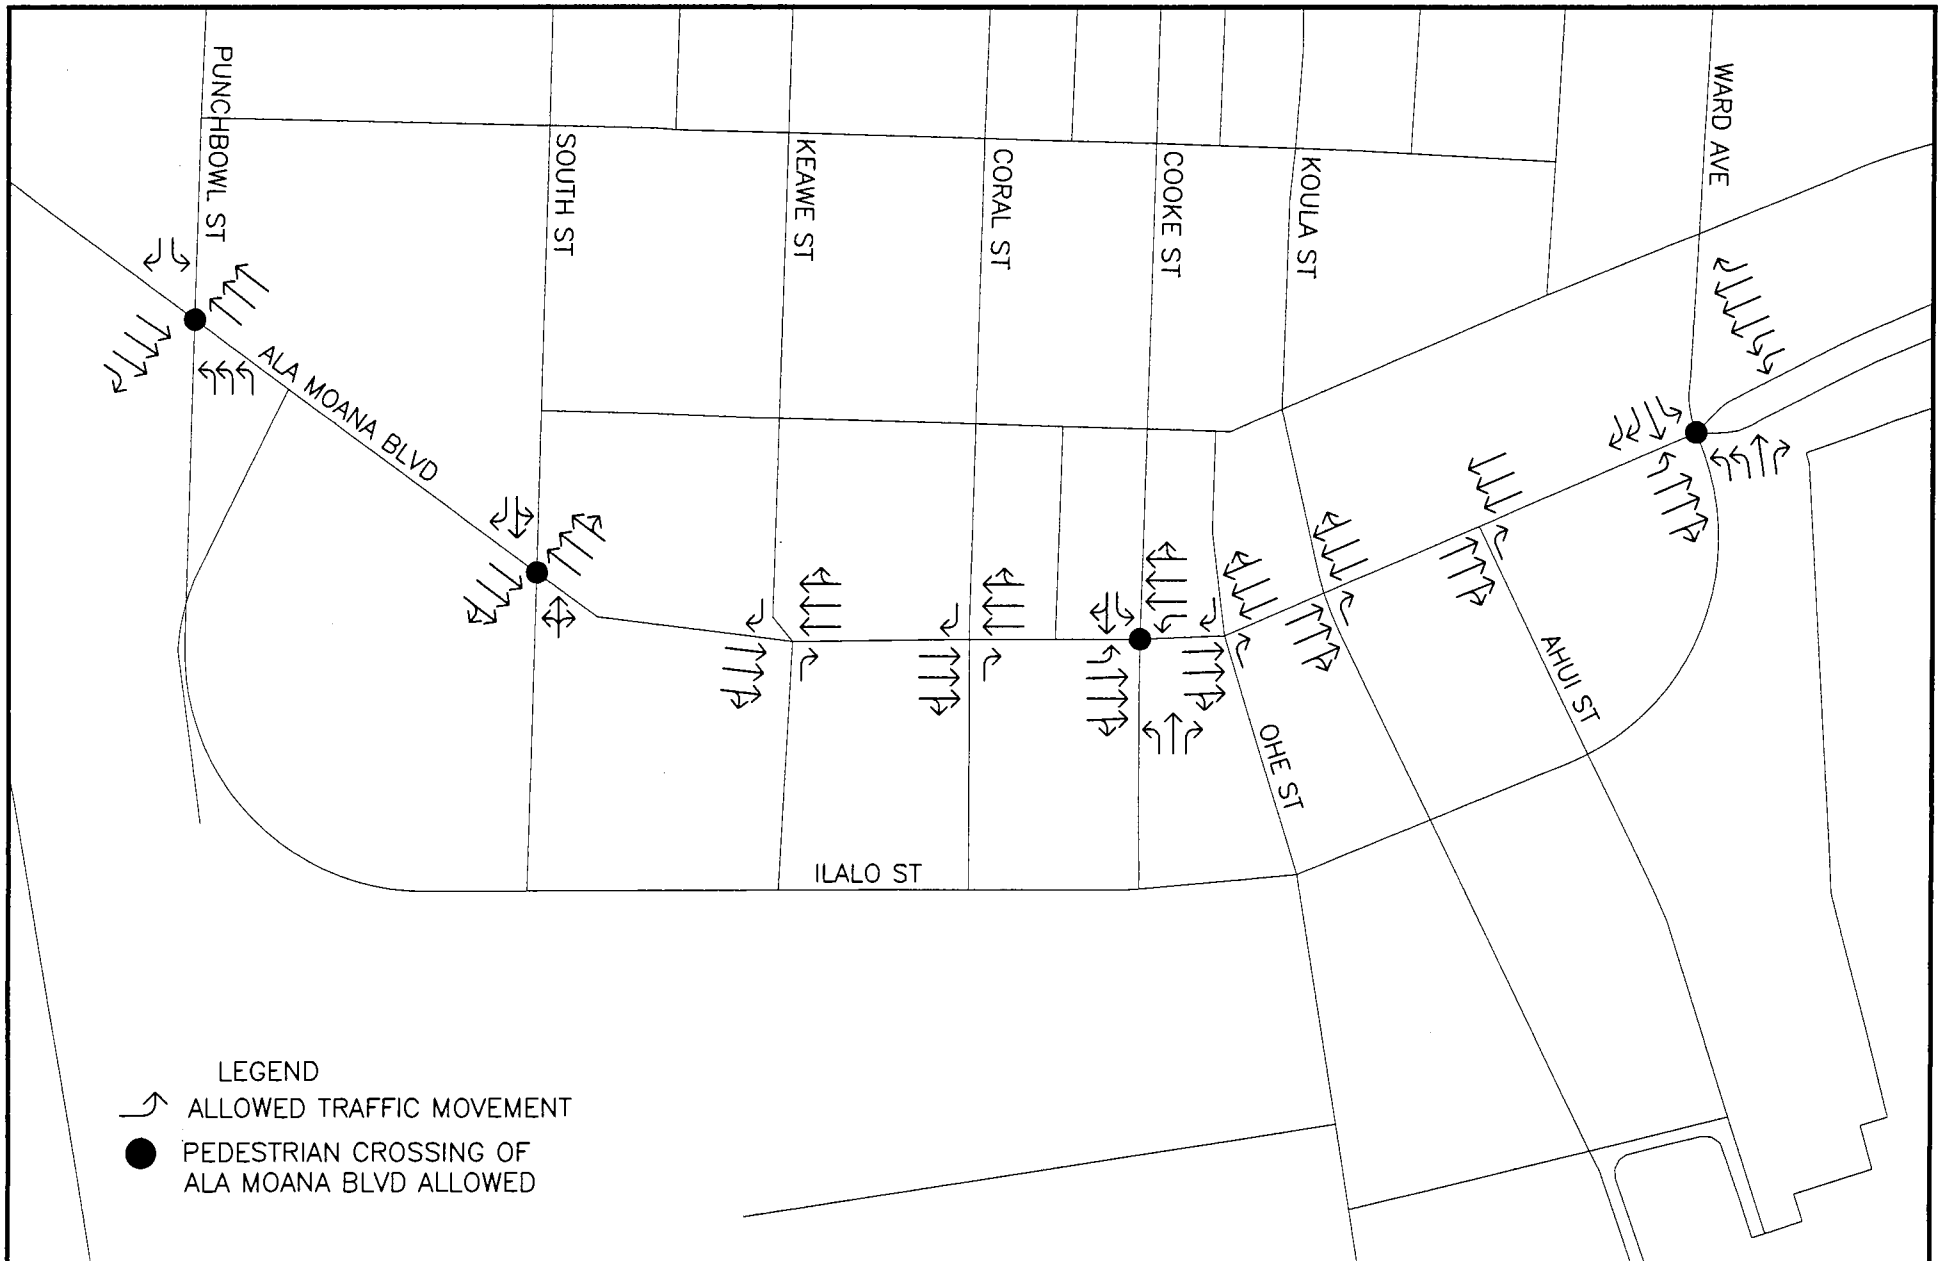 PUNCHBOWL ST
SOUTH ST
KEAWE ST
CORAL ST
COOKE ST
KOULA ST
WARD AVE
ALA MOANA BLVD
OHE ST
AHUI ST
ILALO ST
LEGEND
ALLOWED TRAFFIC MOVEMENT
PEDESTRIAN CROSSING OF
ALA MOANA BLVD ALLOWED